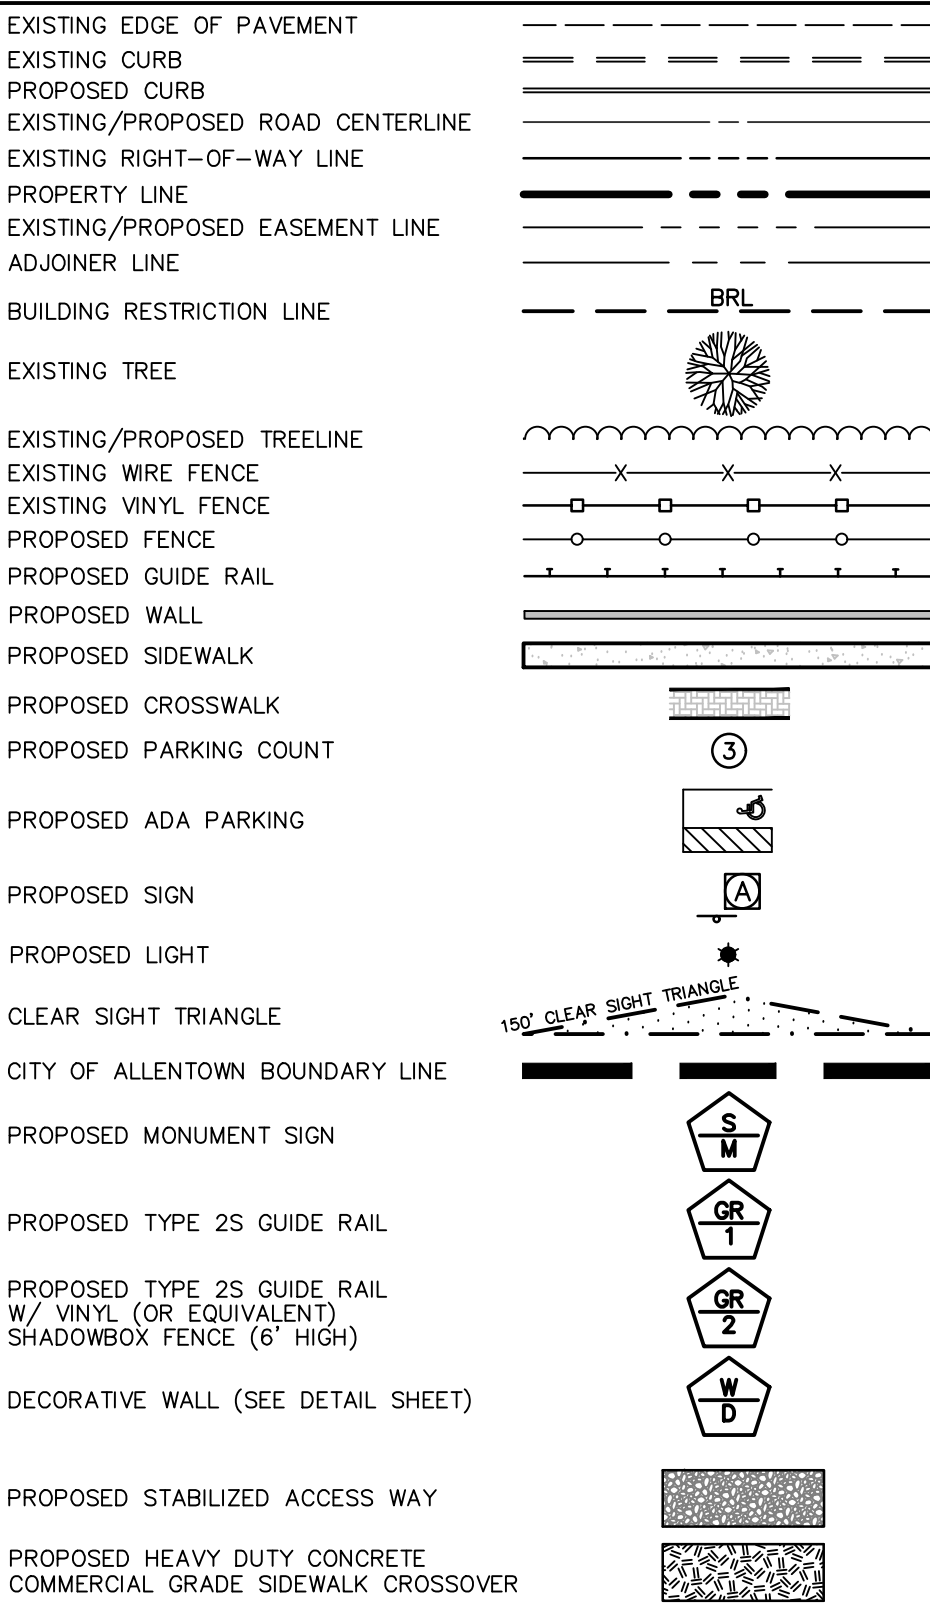 EXISTING EDGE OF PAVEMENT
EXISTING CURB
PROPOSED CURB
EXISTING/PROPOSED ROAD CENTERLINE
EXISTING RIGHT-OF-WAY LINE
PROPERTY LINE
EXISTING/PROPOSED EASEMENT LINE
ADJOINER LINE
BUILDING RESTRICTION LINE
BRL
EXISTING TREE
EXISTING/PROPOSED TREELINE
EXISTING WIRE FENCE
EXISTING VINYL FENCE
PROPOSED FENCE
PROPOSED GUIDE RAIL
PROPOSED WALL
PROPOSED SIDEWALK
PROPOSED CROSSWALK
PROPOSED PARKING COUNT
3
PROPOSED ADA PARKING
PROPOSED SIGN
A
PROPOSED LIGHT
CLEAR SIGHT TRIANGLE
150' CLEAR SIGHT TRIANGLE
CITY OF ALLENTOWN BOUNDARY LINE
PROPOSED MONUMENT SIGN
S
M
PROPOSED TYPE 2S GUIDE RAIL
GR
1
PROPOSED TYPE 2S GUIDE RAIL
W/ VINYL (OR EQUIVALENT)
SHADOWBOX FENCE (6' HIGH)
GR
2
DECORATIVE WALL (SEE DETAIL SHEET)
W
D
PROPOSED STABILIZED ACCESS WAY
PROPOSED HEAVY DUTY CONCRETE
COMMERCIAL GRADE SIDEWALK CROSSOVER